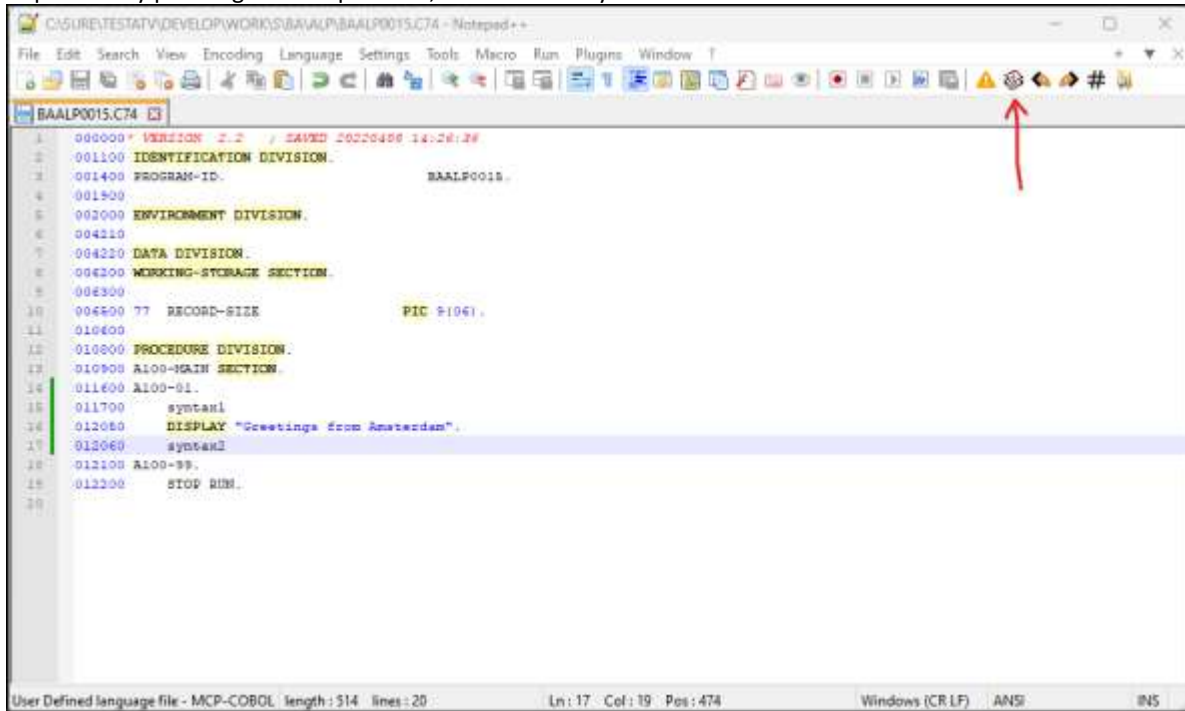 C:\SURE\TESTATV\DEVELOP\WORK\S\BA\ALP\BAALP0015.C74 - Notepad++
File Edit Search View Encoding Language Settings Tools Macro Run Plugins Window ?
BAALP0015.C74
1 000000* VERSION 2.2 ; SAVED 20220406 14:26:36
2 001100 IDENTIFICATION DIVISION.
3 001400 PROGRAM-ID. BAALP0015.
4 001900
5 002000 ENVIRONMENT DIVISION.
6 004210
7 004220 DATA DIVISION.
8 006200 WORKING-STORAGE SECTION.
9 006300
10 006800 77 RECORD-SIZE PIC 9(06).
11 010600
12 010800 PROCEDURE DIVISION.
13 010900 A100-MAIN SECTION.
14 011600 A100-01.
15 011700 syntax1
16 012050 DISPLAY "Greetings from Amsterdam".
17 012060 syntax2
18 012100 A100-99.
19 012200 STOP RUN.
20
User Defined language file - MCP-COBOL length : 514 lines : 20 Ln : 17 Col : 19 Pos : 474 Windows (CR LF) ANSI INS